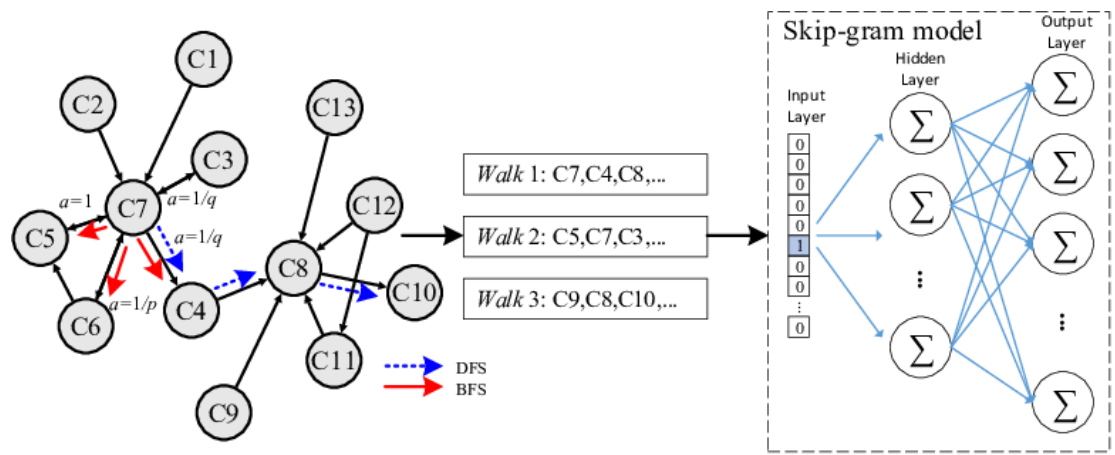 C1
C2
C13
C3
a=1
C7
a=1/q
C5
a=1/q
C12
C8
C10
a=1/p
C4
C6
C11
C9
DFS
BFS
Walk 1: C7,C4,C8,...
Walk 2: C5,C7,C3,...
Walk 3: C9,C8,C10,...
Skip-gram model
Input
Layer
Hidden
Layer
Output
Layer
0
0
0
0
0
1
0
0
⋮
0
∑
∑
⋮
∑
∑
∑
∑
⋮
∑